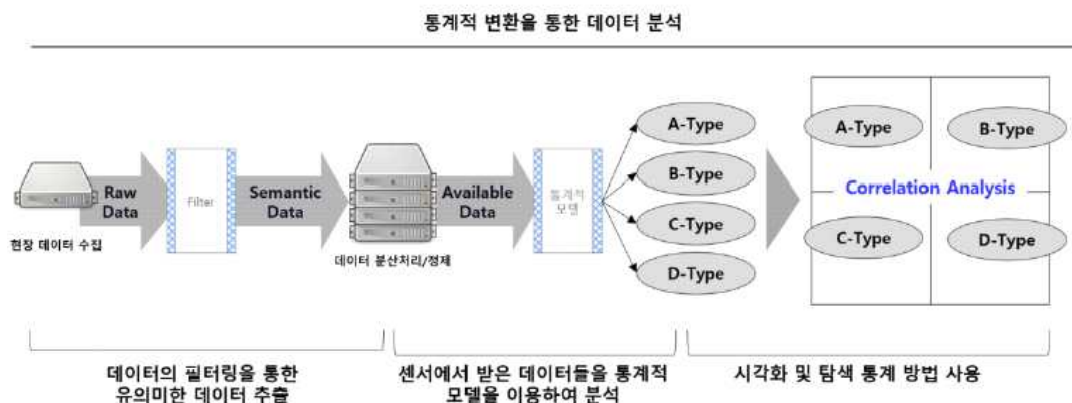 통계적 변환을 통한 데이터 분석
현장 데이터 수집
Raw
Data
Filter
Semantic
Data
데이터 분산처리/정제
Available
Data
통계적
모델
A-Type
B-Type
C-Type
D-Type
A-Type
B-Type
Correlation Analysis
C-Type
D-Type
데이터의 필터링을 통한
유의미한 데이터 추출
센서에서 받은 데이터들을 통계적
모델을 이용하여 분석
시각화 및 탐색 통계 방법 사용